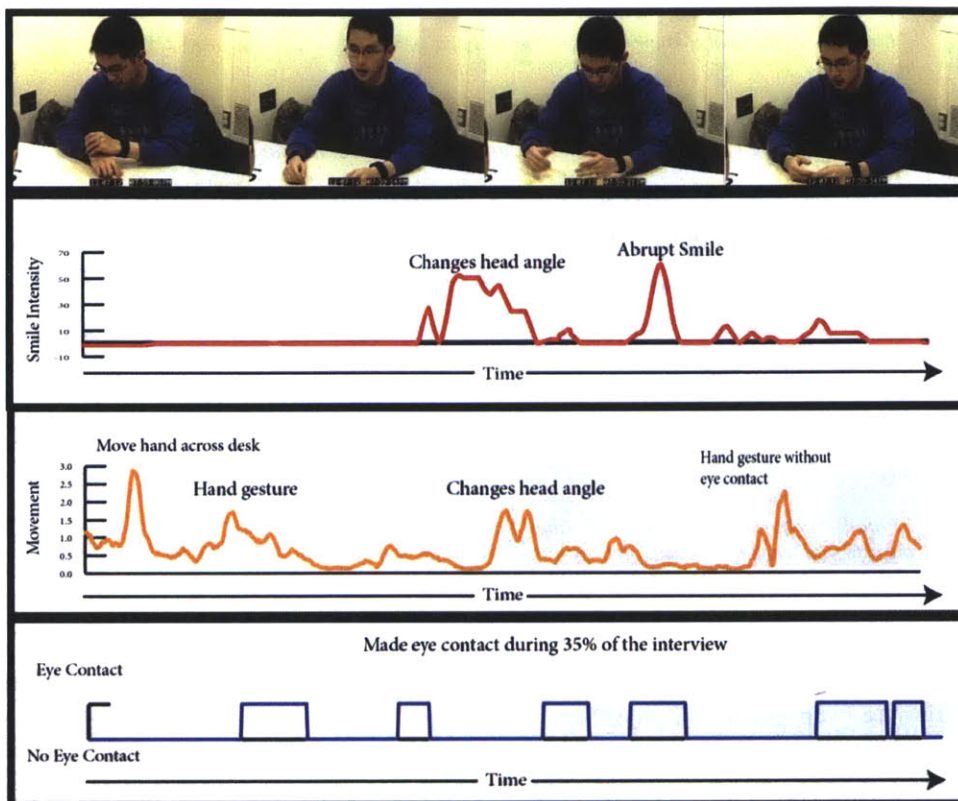 Changes head angle
Abrupt Smile
Smile Intensity
70
50
30
10
-10
Time
Move hand across desk
Hand gesture
Changes head angle
Hand gesture without
eye contact
Movement
3.0
2.5
2.0
1.5
1.0
0.5
0.0
Time
Made eye contact during 35% of the interview
Eye Contact
No Eye Contact
Time